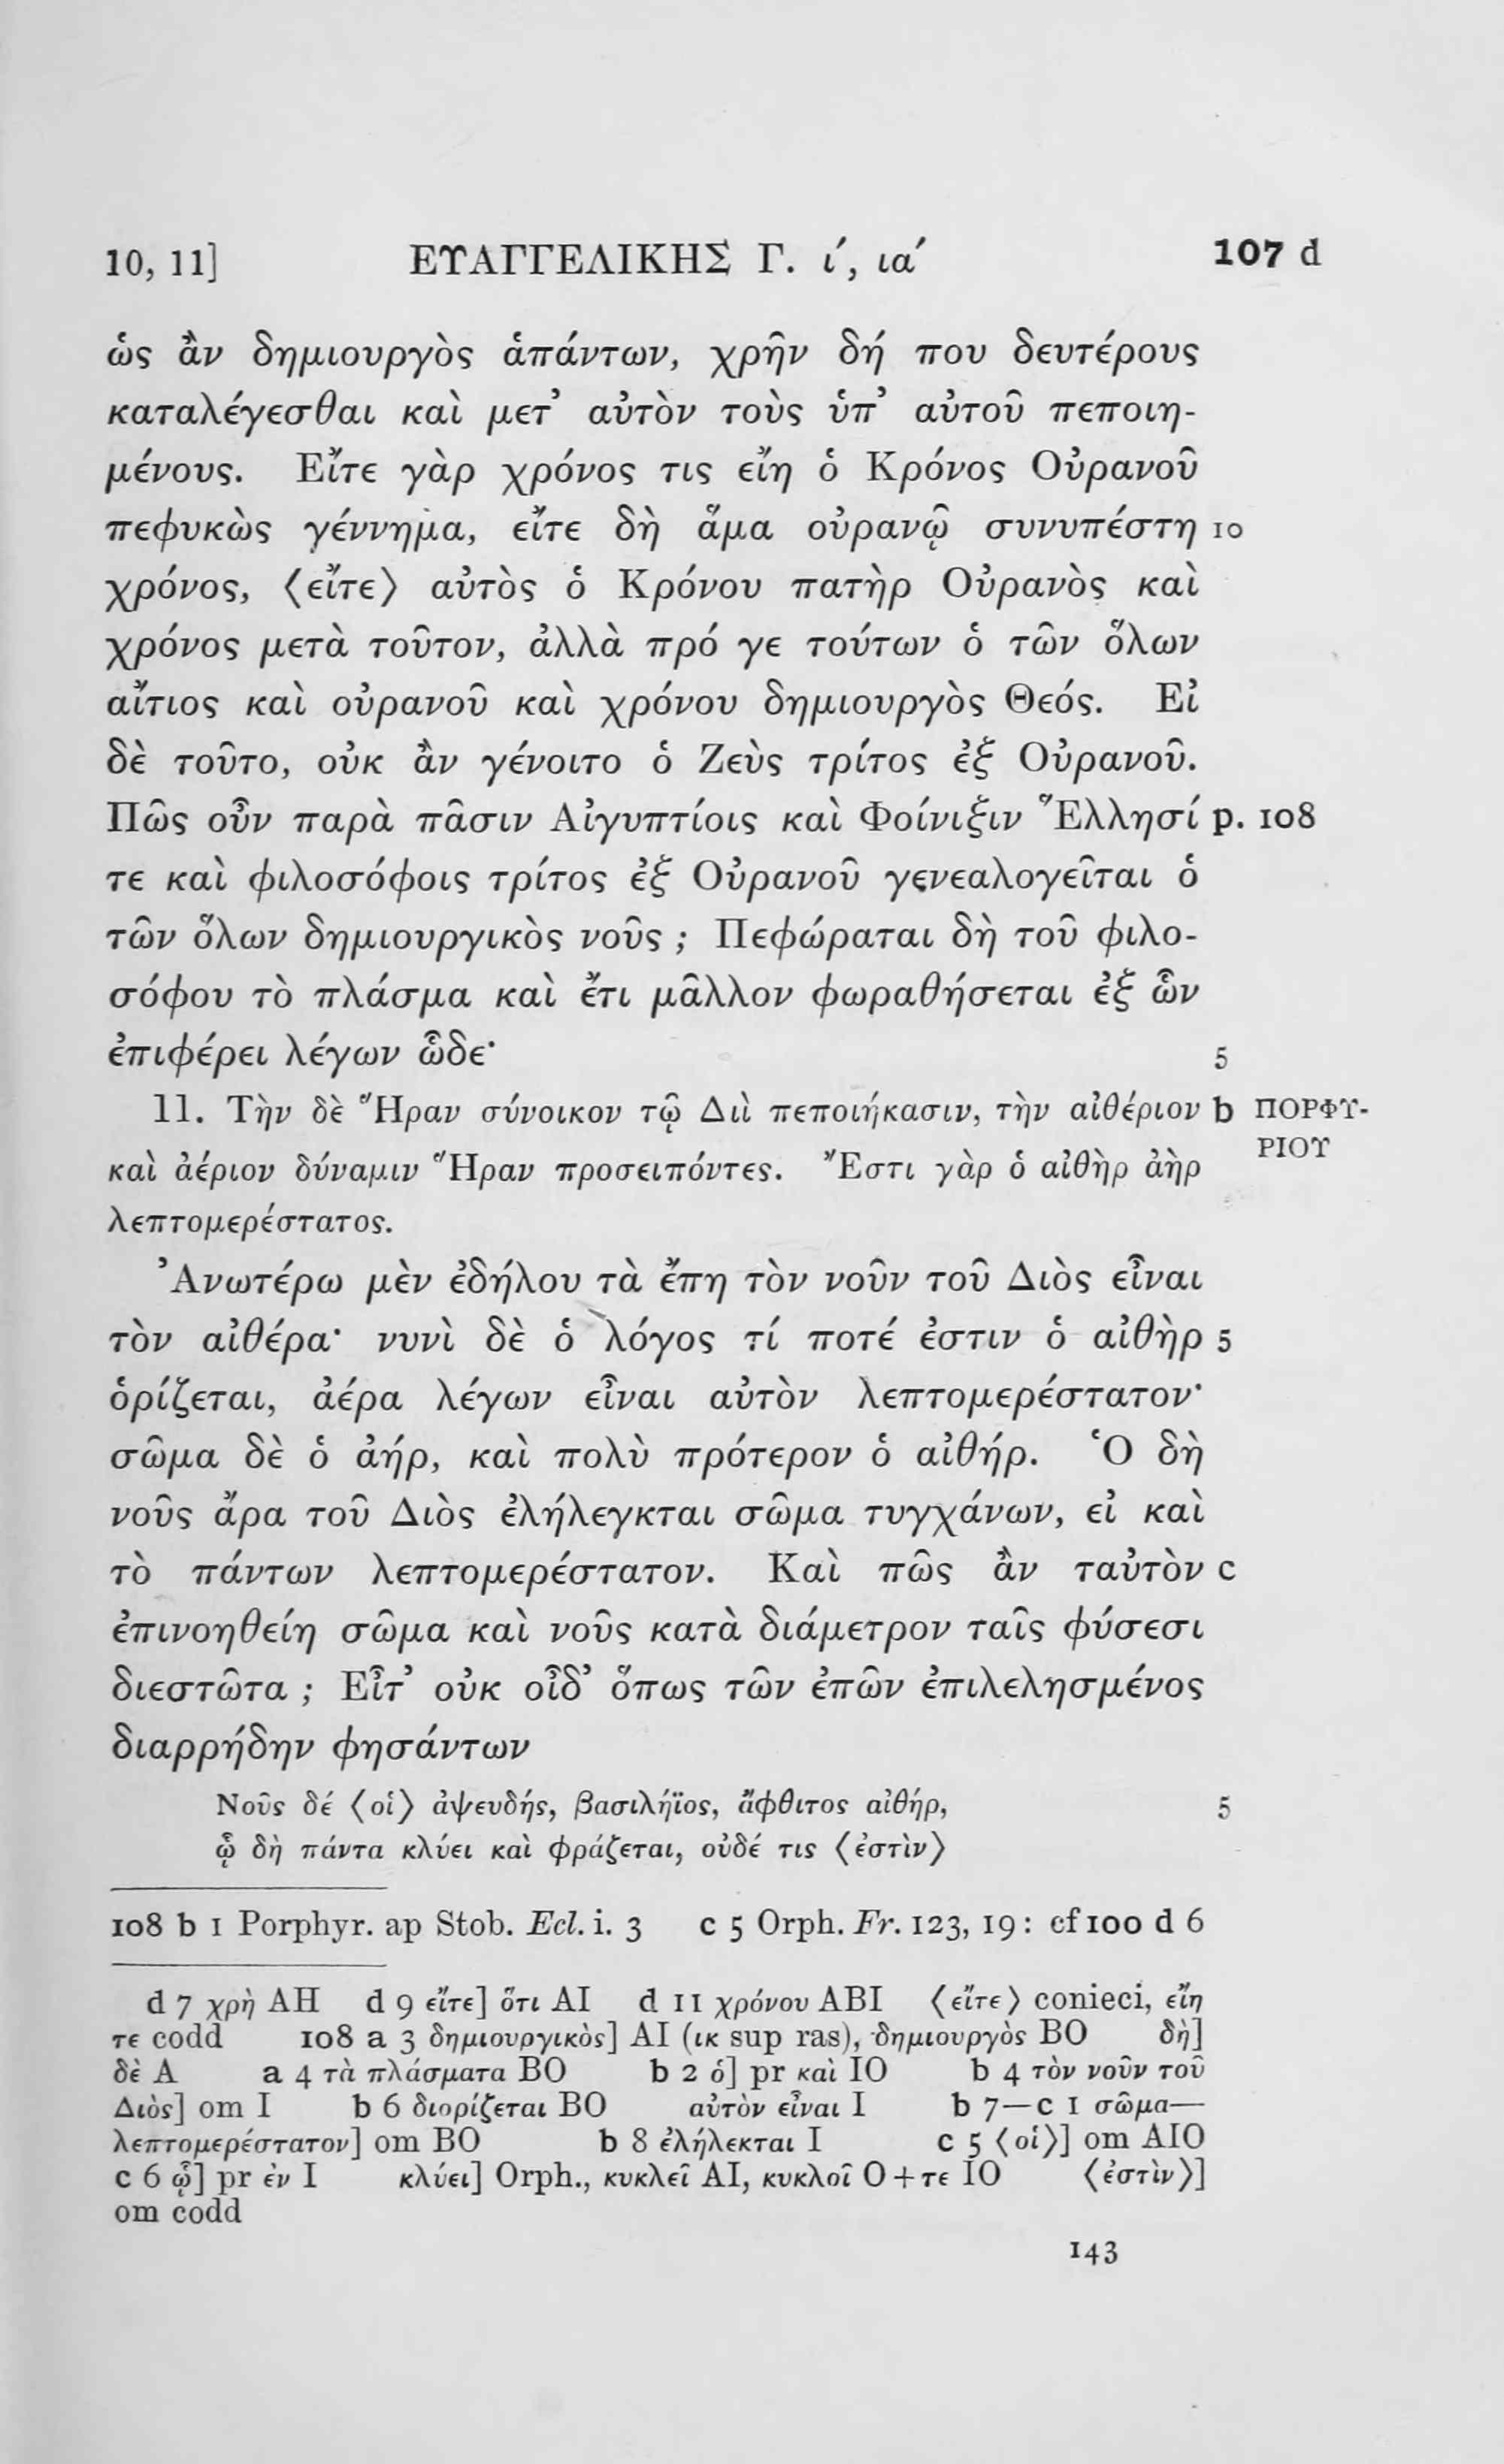 10, 11] ΕΥΑΓΓΕΛΙΚΗΣ Γ. ί, ια΄ 107 d
ὡς ἂν δημιουργὸς ἁπάντων, χρῆν δή που δευτέρους
καταλέγεσθαι καὶ μετ’ αὐτὸν τοὺς ὑπ’ αὐτοῦ πεποιη-
μένους. Εἴτε γὰρ χρόνος τις εἴη ὁ Κρόνος Οὐρανοῦ
πεφυκὼς γέννημα, εἴτε δὴ ἅμα οὐρανῷ συνυπέστη 10
χρόνος, ⟨εἴτε⟩ αὐτὸς ὁ Κρόνου πατὴρ Οὐρανὸς καὶ
χρόνος μετὰ τοῦτον, ἀλλὰ πρό γε τούτων ὁ τῶν ὅλων
αἴτιος καὶ οὐρανοῦ καὶ χρόνου δημιουργὸς Θεός. Εἰ
δὲ τοῦτο, οὐκ ἂν γένοιτο ὁ Ζεὺς τρίτος ἐξ Οὐρανοῦ.
Πῶς οὖν παρὰ πᾶσιν Αἰγυπτίοις καὶ Φοίνιξιν Ἕλλησί p. 108
τε καὶ φιλοσόφοις τρίτος ἐξ Οὐρανοῦ γενεαλογεῖται ὁ
τῶν ὅλων δημιουργικὸς νοῦς ; Πεφώραται δὴ τοῦ φιλο-
σόφου τὸ πλάσμα καὶ ἔτι μᾶλλον φωραθήσεται ἐξ ὧν
ἐπιφέρει λέγων ὧδε· 5
11. Τὴν δὲ Ἥραν σύνοικον τῷ Διὶ πεποιήκασιν, τὴν αἰθέριον b ΠΟΡΦΥ-
καὶ ἀέριον δύναμιν Ἥραν προσειπόντες. Ἔστι γὰρ ὁ αἰθὴρ ἀὴρ ΡΙΟΥ
λεπτομερέστατος.
Ἀνωτέρω μὲν ἐδήλου τὰ ἔπη τὸν νοῦν τοῦ Διὸς εἶναι
τὸν αἰθέρα· νυνὶ δὲ ὁ λόγος τί ποτέ ἐστιν ὁ αἰθὴρ 5
ὁρίζεται, ἀέρα λέγων εἶναι αὐτὸν λεπτομερέστατον·
σῶμα δὲ ὁ ἀήρ, καὶ πολὺ πρότερον ὁ αἰθήρ. Ὁ δὴ
νοῦς ἄρα τοῦ Διὸς ἐλήλεγκται σῶμα τυγχάνων, εἰ καὶ
τὸ πάντων λεπτομερέστατον. Καὶ πῶς ἂν ταὐτὸν c
ἐπινοηθείη σῶμα καὶ νοῦς κατὰ διάμετρον ταῖς φύσεσι
διεστῶτα ; Εἶτ’ οὐκ οἶδ’ ὅπως τῶν ἐπῶν ἐπιλελησμένος
διαρρήδην φησάντων
Νοῦς δέ ⟨οἱ⟩ ἀψευδής, βασιλήϊος, ἄφθιτος αἰθήρ, 5
ᾧ δὴ πάντα κλύει καὶ φράζεται, οὐδέ τις ⟨ἐστὶν⟩
108 b 1 Porphyr. ap Stob. Ecl. i. 3 c 5 Orph. Fr. 123, 19 : cf 100 d 6
d 7 χρὴ AH d 9 εἴτε] ὅτι AI d 11 χρόνου ABI ⟨εἴτε⟩ conieci, εἴη
τε codd 108 a 3 δημιουργικὸς] AI (ικ sup ras), δημιουργὸς BO δὴ]
δὲ A a 4 τὰ πλάσματα BO b 2 ὁ] pr καὶ IO b 4 τὸν νοῦν τοῦ
Διὸς] om I b 6 διορίζεται BO αὐτὸν εἶναι I b 7—c 1 σῶμα—
λεπτομερέστατον] om BO b 8 ἐλήλεκται I c 5 ⟨οἱ⟩] om AIO
c 6 ᾧ] pr ἐν I κλύει] Orph., κυκλεῖ AI, κυκλοῖ O + τε IO ⟨ἐστὶν⟩]
om codd
143